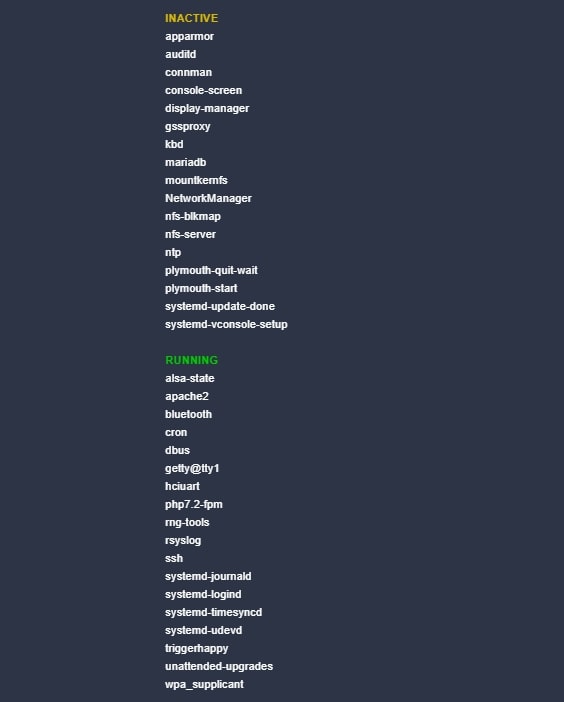 INACTIVE
apparmor
auditd
connman
console-screen
display-manager
gssproxy
kbd
mariadb
mountkernfs
NetworkManager
nfs-blkmap
nfs-server
ntp
plymouth-quit-wait
plymouth-start
systemd-update-done
systemd-vconsole-setup
RUNNING
alsa-state
apache2
bluetooth
cron
dbus
getty@tty1
hciuart
php7.2-fpm
rng-tools
rsyslog
ssh
systemd-journald
systemd-logind
systemd-timesyncd
systemd-udevd
triggerhappy
unattended-upgrades
wpa_supplicant